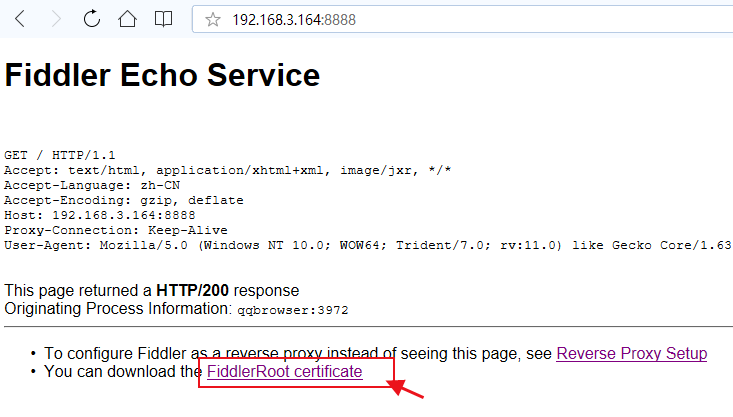 192.168.3.164:8888
Fiddler Echo Service
GET / HTTP/1.1
Accept: text/html, application/xhtml+xml, image/jxr, */*
Accept-Language: zh-CN
Accept-Encoding: gzip, deflate
Host: 192.168.3.164:8888
Proxy-Connection: Keep-Alive
User-Agent: Mozilla/5.0 (Windows NT 10.0; WOW64; Trident/7.0; rv:11.0) like Gecko Core/1.63
This page returned a HTTP/200 response
Originating Process Information: qqbrowser:3972
• To configure Fiddler as a reverse proxy instead of seeing this page, see Reverse Proxy Setup
• You can download the FiddlerRoot certificate